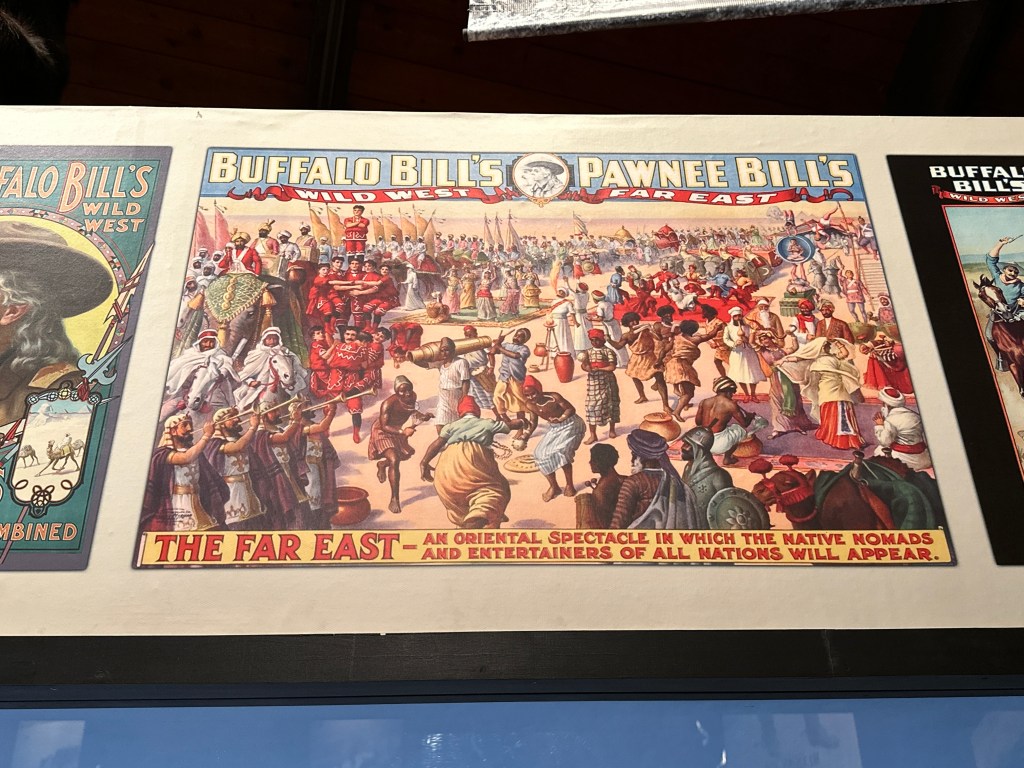 FALO BILL'S
WILD
WEST
MBINED
BUFFALO BILL'S PAWNEE BILL'S
WILD WEST FAR EAST
THE FAR EAST – AN ORIENTAL SPECTACLE IN WHICH THE NATIVE NOMADS
AND ENTERTAINERS OF ALL NATIONS WILL APPEAR.
BUFFALO
BILL'S
WILD WES